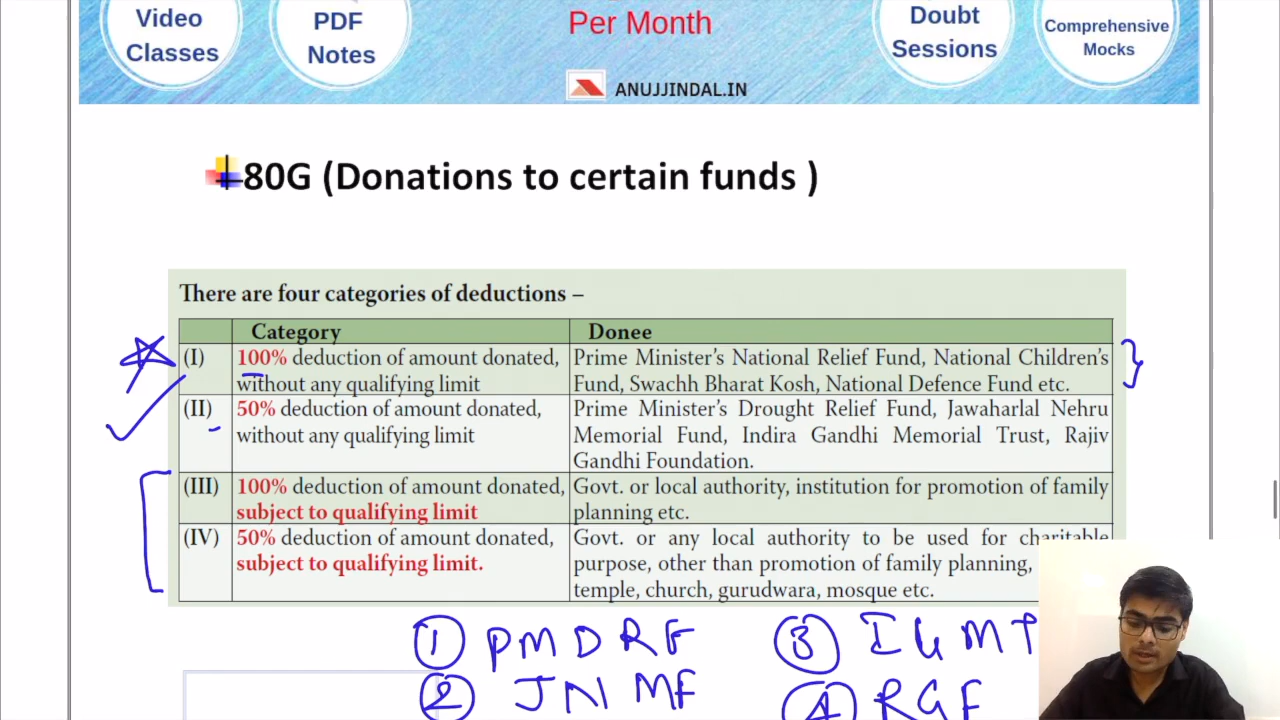 Video
Classes
PDF
Notes
Per Month
Doubt
Sessions
Comprehensive
Mocks
ANUJJINDAL.IN
80G (Donations to certain funds )
There are four categories of deductions –
Category Donee
(I) 100% deduction of amount donated, Prime Minister's National Relief Fund, National Children's
without any qualifying limit Fund, Swachh Bharat Kosh, National Defence Fund etc.
(II) 50% deduction of amount donated, Prime Minister's Drought Relief Fund, Jawaharlal Nehru
without any qualifying limit Memorial Fund, Indira Gandhi Memorial Trust, Rajiv
Gandhi Foundation.
(III) 100% deduction of amount donated, Govt. or local authority, institution for promotion of family
subject to qualifying limit planning etc.
(IV) 50% deduction of amount donated, Govt. or any local authority to be used for charitable
subject to qualifying limit. purpose, other than promotion of family planning,
temple, church, gurudwara, mosque etc.
1 PMDRF 3 IGMT
2 JNMF 4 RGF